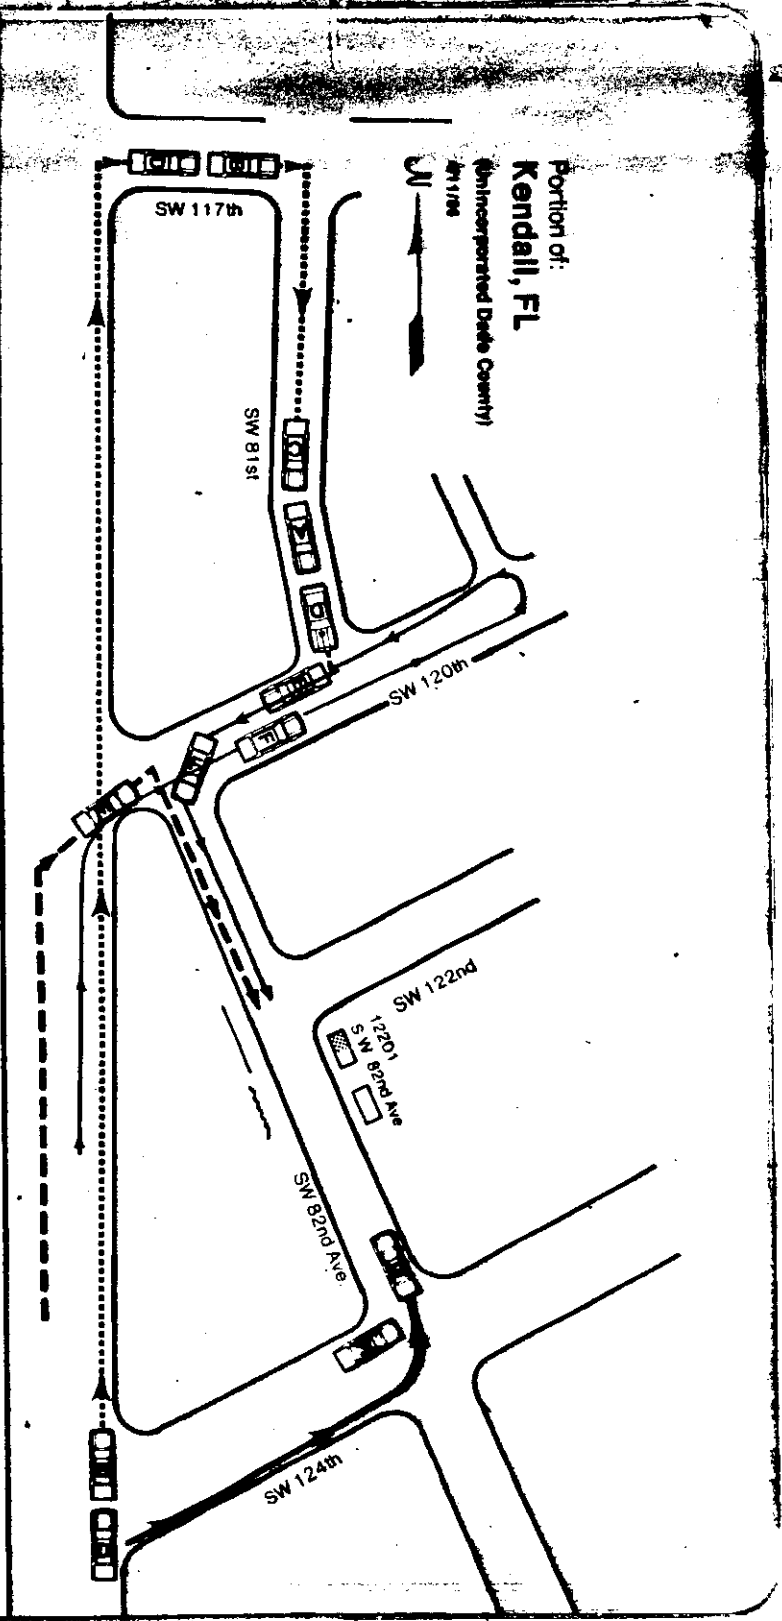 Portion of:
Kendall, FL
(Unincorporated Dade County)
N
SW 117th
SW 81st
SW 120th
SW 122nd
12201
S W 82nd Ave
SW 82nd Ave
SW 124th
C
D
F